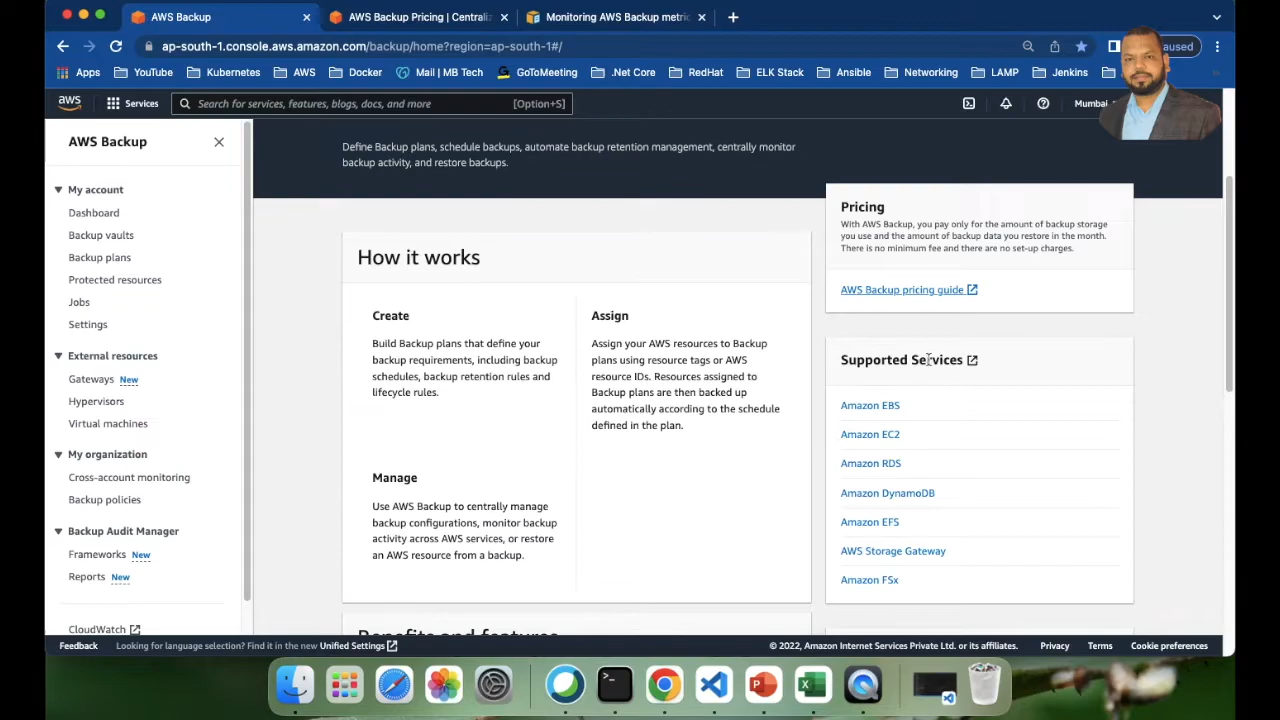 AWS Backup
AWS Backup Pricing | Centraliz
Monitoring AWS Backup metric
ap-south-1.console.aws.amazon.com/backup/home?region=ap-south-1#/
aused
Apps
YouTube
Kubernetes
AWS
Docker
Mail | MB Tech
GoToMeeting
.Net Core
RedHat
ELK Stack
Ansible
Networking
LAMP
Jenkins
aws
Services
Search for services, features, blogs, docs, and more
[Option+S]
Mumbai
AWS Backup
My account
Dashboard
Backup vaults
Backup plans
Protected resources
Jobs
Settings
External resources
Gateways New
Hypervisors
Virtual machines
My organization
Cross-account monitoring
Backup policies
Backup Audit Manager
Frameworks New
Reports New
CloudWatch
Define Backup plans, schedule backups, automate backup retention management, centrally monitor
backup activity, and restore backups.
How it works
Create
Build Backup plans that define your
backup requirements, including backup
schedules, backup retention rules and
lifecycle rules.
Assign
Assign your AWS resources to Backup
plans using resource tags or AWS
resource IDs. Resources assigned to
Backup plans are then backed up
automatically according to the schedule
defined in the plan.
Manage
Use AWS Backup to centrally manage
backup configurations, monitor backup
activity across AWS services, or restore
an AWS resource from a backup.
Benefits and features
Pricing
With AWS Backup, you pay only for the amount of backup storage
you use and the amount of backup data you restore in the month.
There is no minimum fee and there are no set-up charges.
AWS Backup pricing guide
Supported Services
Amazon EBS
Amazon EC2
Amazon RDS
Amazon DynamoDB
Amazon EFS
AWS Storage Gateway
Amazon FSx
Feedback
Looking for language selection? Find it in the new Unified Settings
© 2022, Amazon Internet Services Private Ltd. or its affiliates.
Privacy
Terms
Cookie preferences